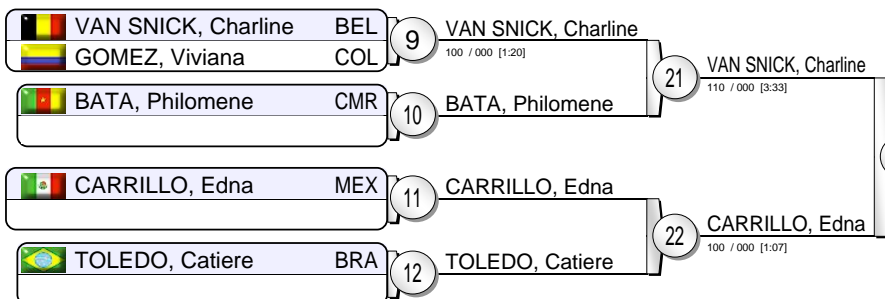 VAN SNICK, Charline BEL
GOMEZ, Viviana COL
9
VAN SNICK, Charline
100 / 000 [1:20]
BATA, Philomene CMR
10
BATA, Philomene
21
VAN SNICK, Charline
110 / 000 [3:33]
CARRILLO, Edna MEX
11
CARRILLO, Edna
TOLEDO, Catiere BRA
12
TOLEDO, Catiere
22
CARRILLO, Edna
100 / 000 [1:07]